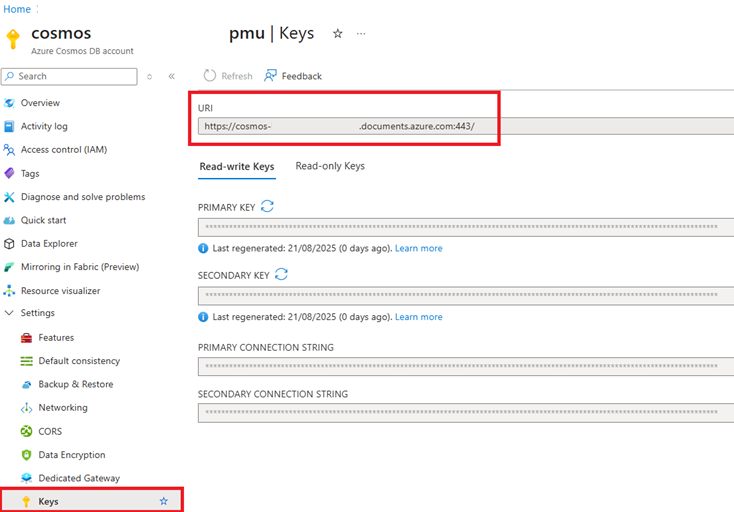 Home
cosmos pmu | Keys ...
Azure Cosmos DB account
Search
Refresh Feedback
Overview
Activity log
Access control (IAM)
Tags
Diagnose and solve problems
Quick start
Data Explorer
Mirroring in Fabric (Preview)
Resource visualizer
Settings
Features
Default consistency
Backup & Restore
Networking
CORS
Data Encryption
Dedicated Gateway
Keys
URI
https://cosmos- .documents.azure.com:443/
Read-write Keys Read-only Keys
PRIMARY KEY
Last regenerated: 21/08/2025 (0 days ago). Learn more
SECONDARY KEY
Last regenerated: 21/08/2025 (0 days ago). Learn more
PRIMARY CONNECTION STRING
SECONDARY CONNECTION STRING